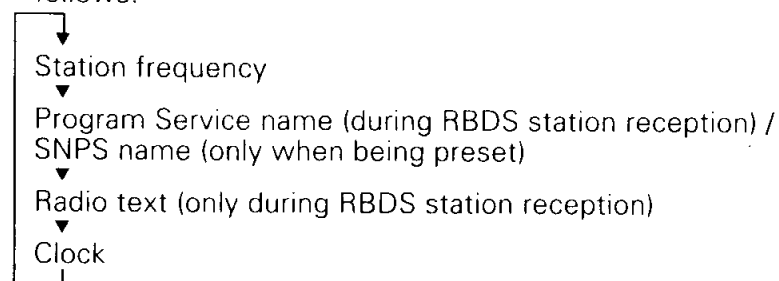 Station frequency
Program Service name (during RBDS station reception) /
SNPS name (only when being preset)
Radio text (only during RBDS station reception)
Clock